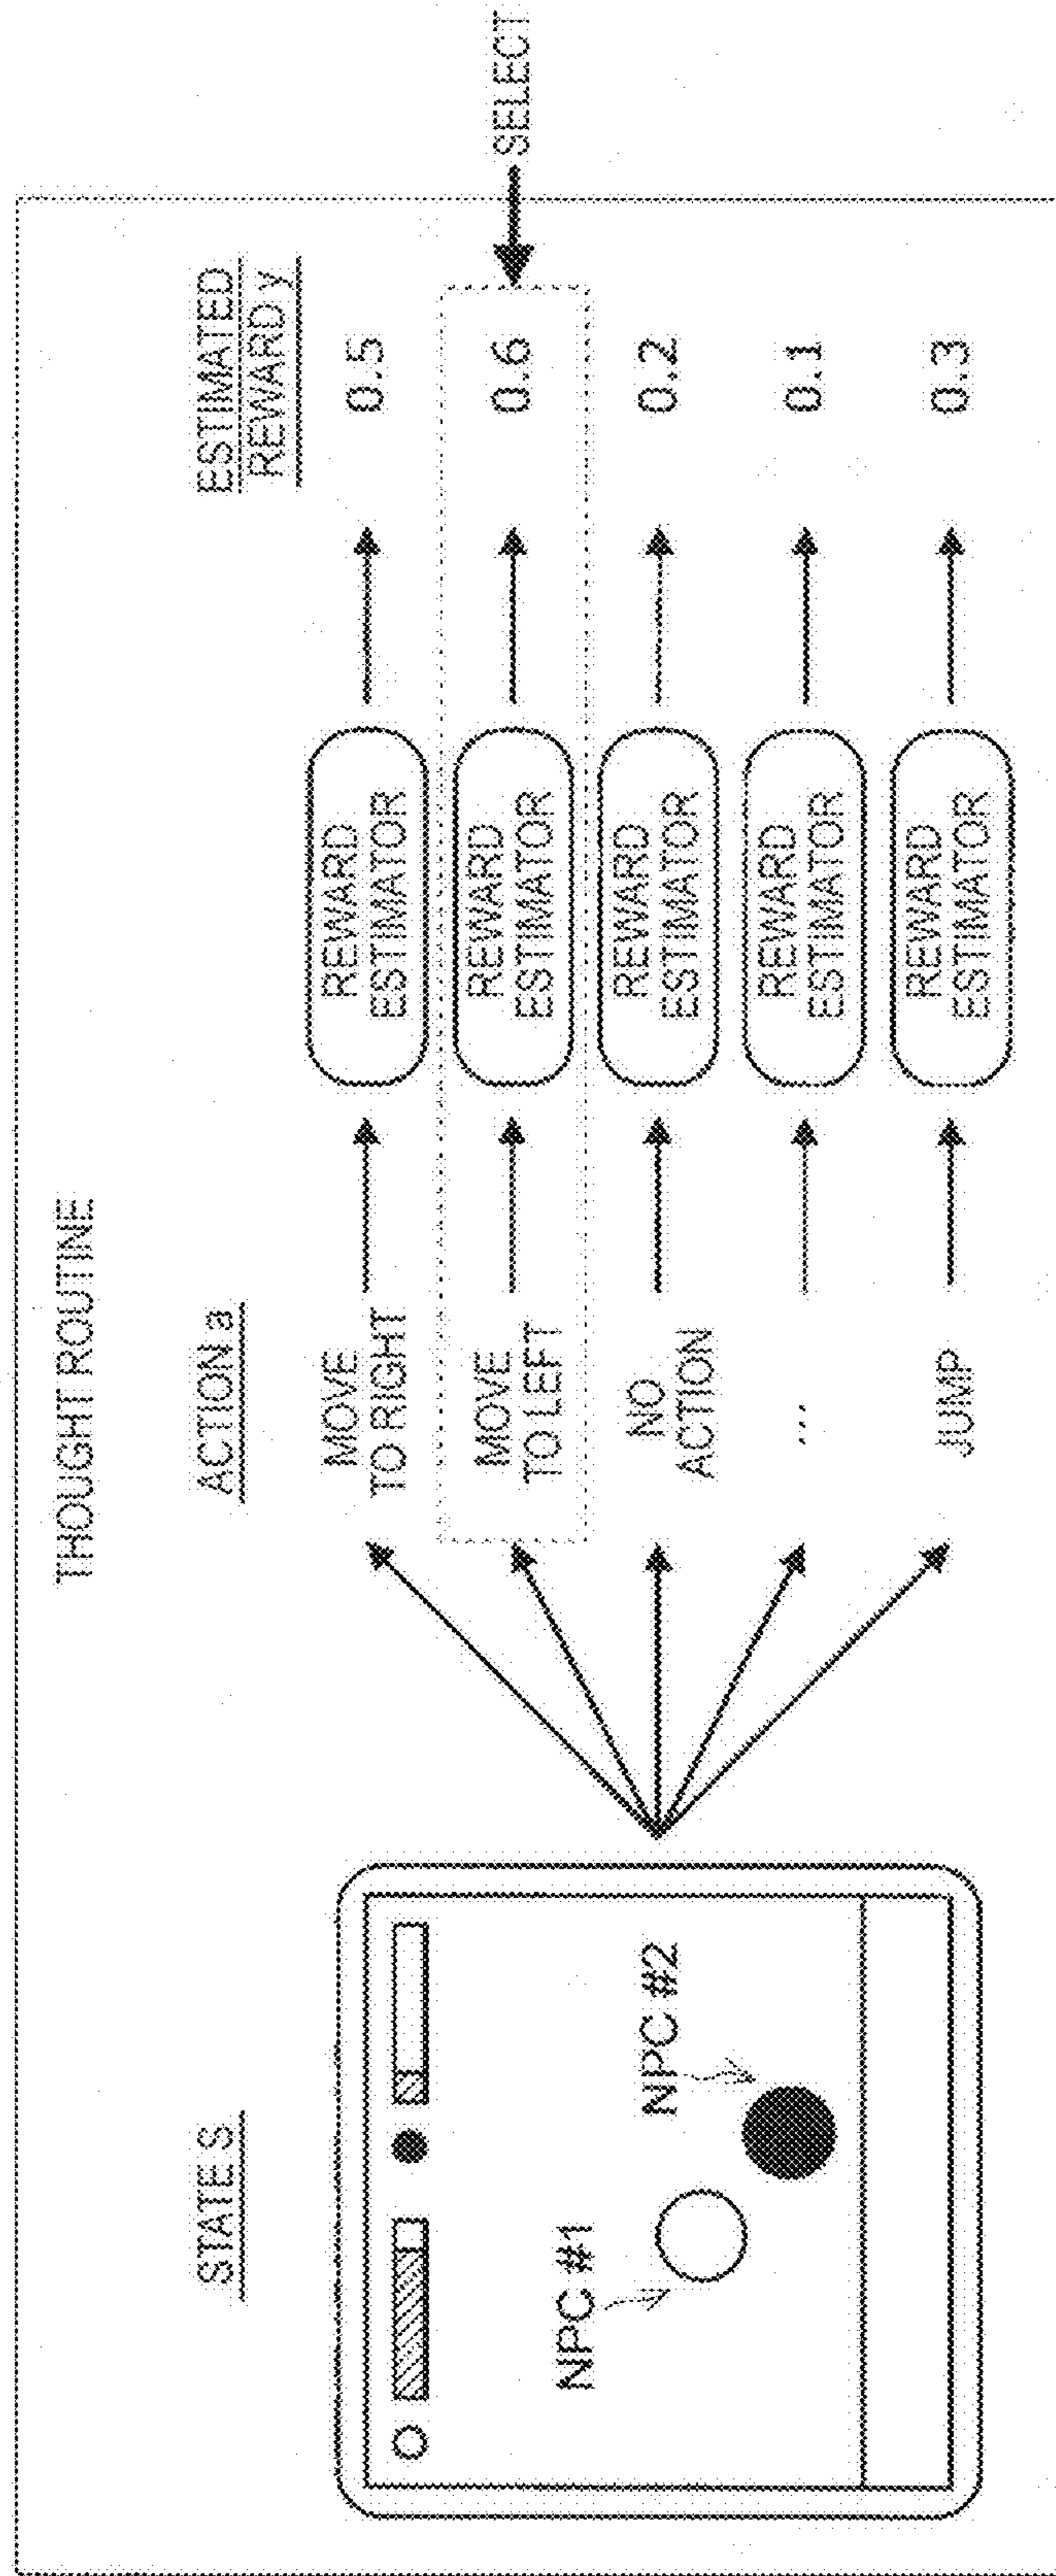 THOUGHT ROUTINE
STATE S
ACTION a
ESTIMATED
REWARD y
NPC #1
NPC #2
MOVE
TO RIGHT
REWARD
ESTIMATOR
0.5
MOVE
TO LEFT
REWARD
ESTIMATOR
0.6
SELECT
NO
ACTION
REWARD
ESTIMATOR
0.2
...
REWARD
ESTIMATOR
0.1
JUMP
REWARD
ESTIMATOR
0.3